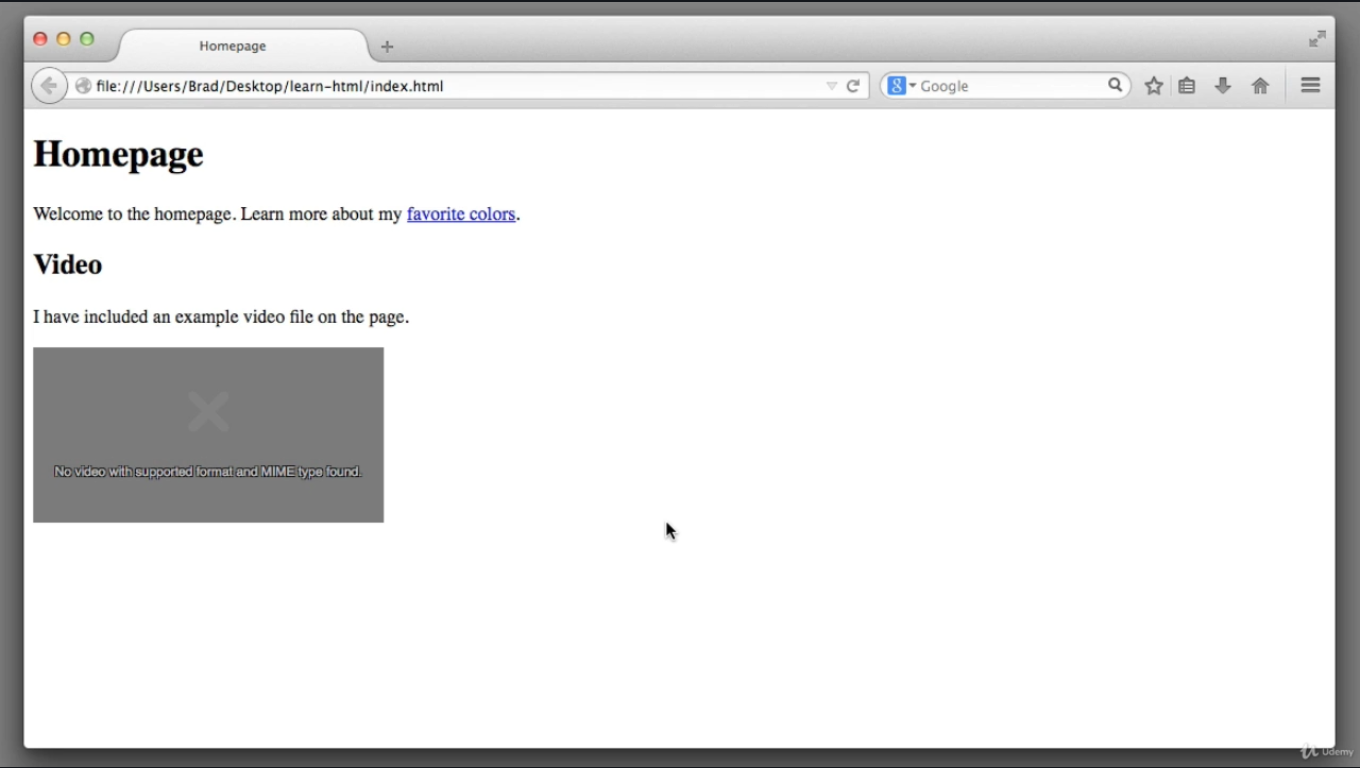 Homepage
file:///Users/Brad/Desktop/learn-html/index.html
Google
Homepage
Welcome to the homepage. Learn more about my favorite colors.
Video
I have included an example video file on the page.
No video with supported format and MIME type found.
Udemy